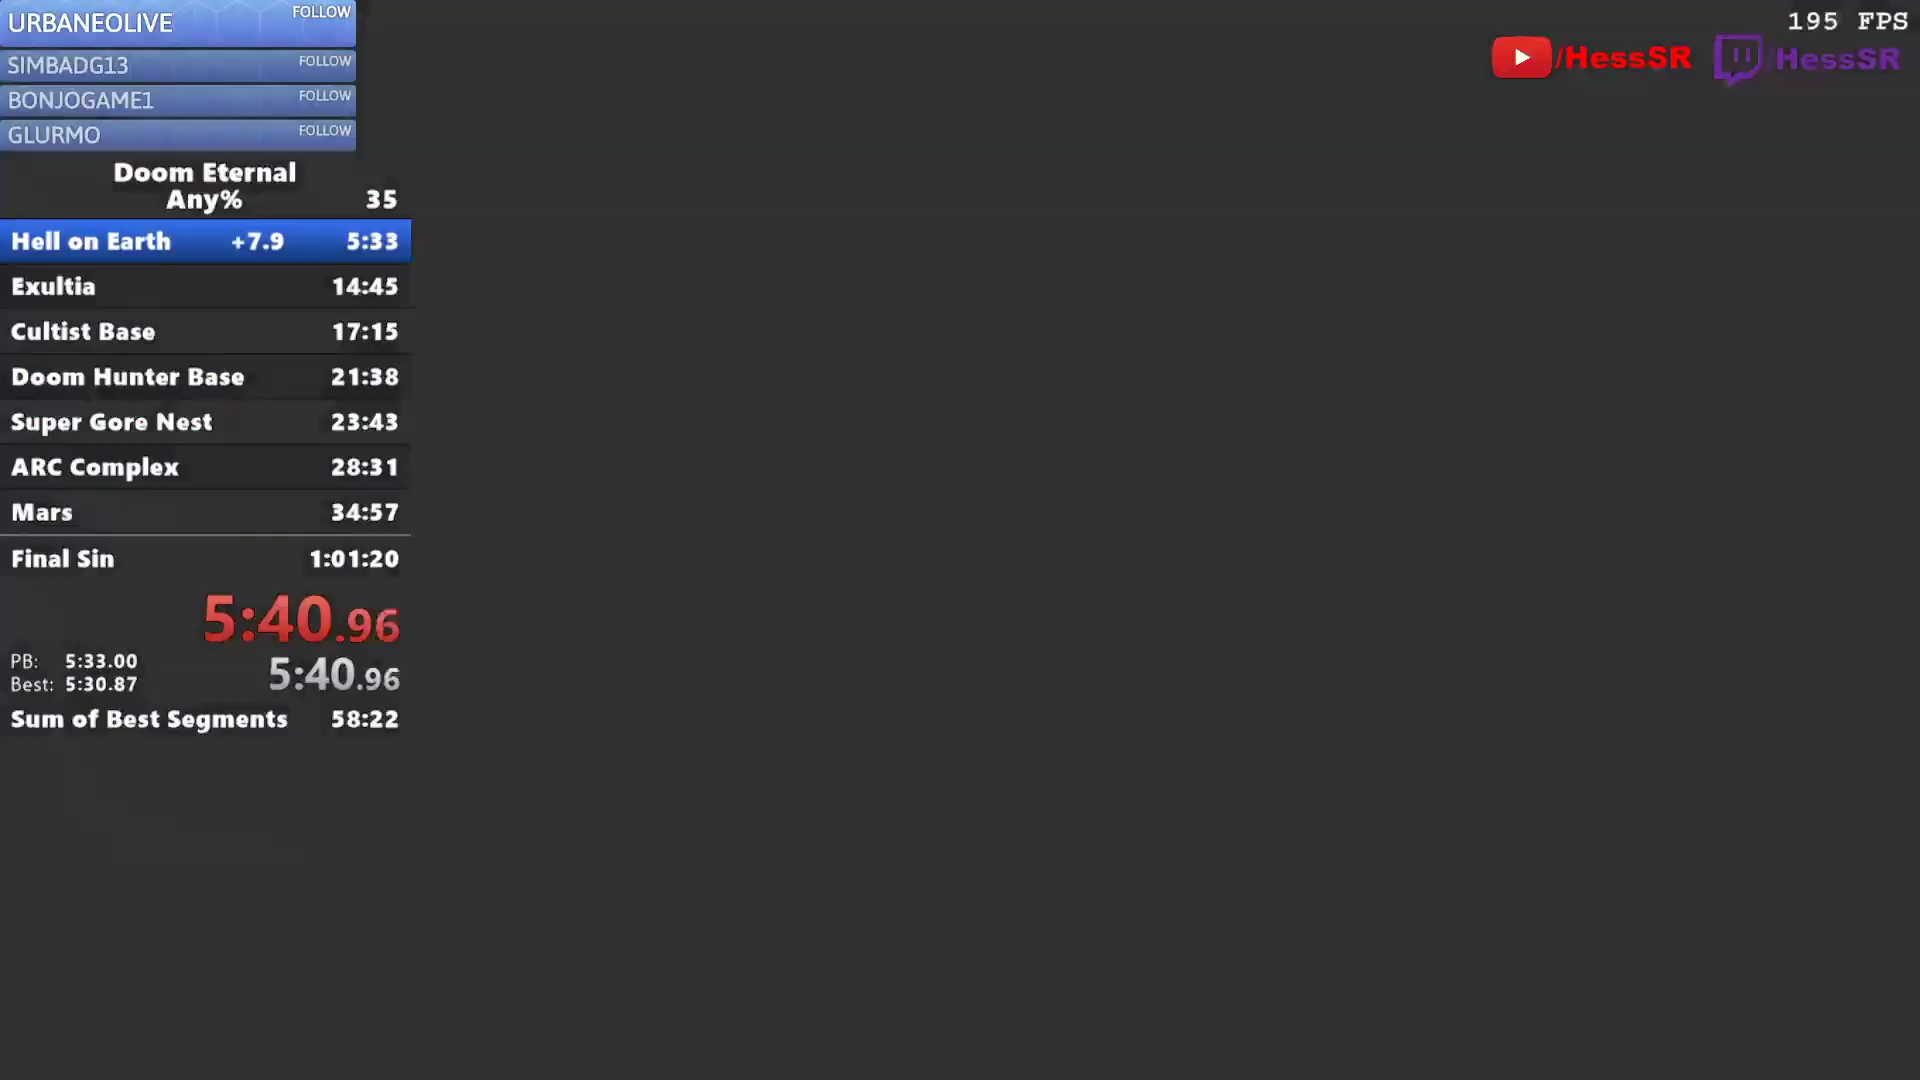 URBANEOLIVE FOLLOW
SIMBADG13 FOLLOW
BONJOGAME1 FOLLOW
GLURMO FOLLOW
195 FPS
/HessSR /HessSR
Doom Eternal
Any% 35
Hell on Earth +7.9 5:33
Exultia 14:45
Cultist Base 17:15
Doom Hunter Base 21:38
Super Gore Nest 23:43
ARC Complex 28:31
Mars 34:57
Final Sin 1:01:20
5:40.96
PB: 5:33.00
Best: 5:30.87
5:40.96
Sum of Best Segments 58:22